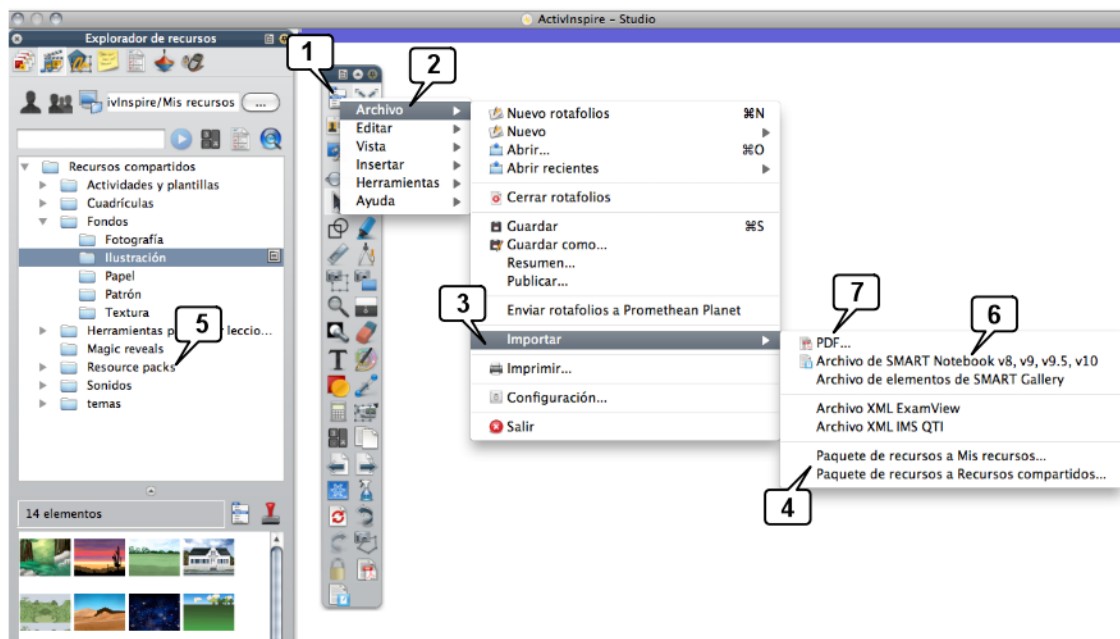 ActivInspire – Studio
Explorador de recursos
ivInspire/Mis recursos
...
Recursos compartidos
Actividades y plantillas
Cuadrículas
Fondos
Fotografía
Ilustración
Papel
Patrón
Textura
Herramientas p leccio...
Magic reveals
Resource packs
Sonidos
temas
14 elementos
1
2
Archivo
Editar
Vista
Insertar
Herramientas
Ayuda
Nuevo rotafolios ⌘N
Nuevo
Abrir... ⌘O
Abrir recientes
Cerrar rotafolios
Guardar ⌘S
Guardar como...
Resumen...
Publicar...
Enviar rotafolios a Promethean Planet
3
Importar
Imprimir...
Configuración...
Salir
7
6
PDF...
Archivo de SMART Notebook v8, v9, v9.5, v10
Archivo de elementos de SMART Gallery
Archivo XML ExamView
Archivo XML IMS QTI
Paquete de recursos a Mis recursos...
Paquete de recursos a Recursos compartidos...
4
5
T